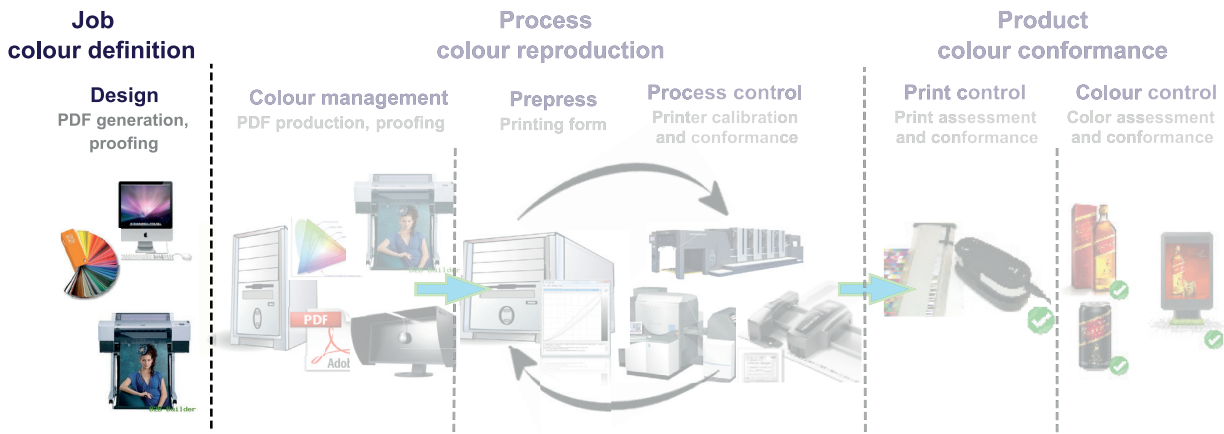 Job
colour definition
Process
colour reproduction
Product
colour conformance
Design
PDF generation,
proofing
Colour management
PDF production, proofing
Prepress
Printing form
Process control
Printer calibration
and conformance
Print control
Print assessment
and conformance
Colour control
Color assessment
and conformance
PDF
Adob